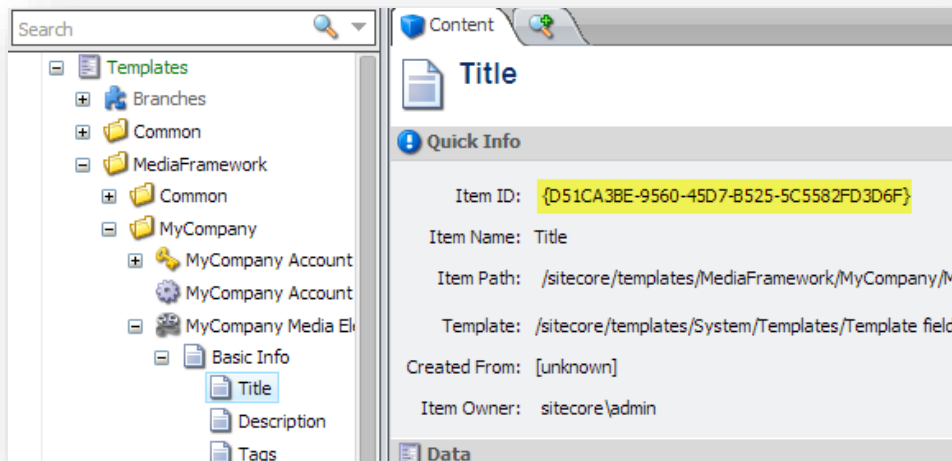 Search
Templates
Branches
Common
MediaFramework
Common
MyCompany
MyCompany Account
MyCompany Account
MyCompany Media El
Basic Info
Title
Description
Tags
Content
Title
Quick Info
Item ID: {D51CA3BE-9560-45D7-B525-5C5582FD3D6F}
Item Name: Title
Item Path: /sitecore/templates/MediaFramework/MyCompany/M
Template: /sitecore/templates/System/Templates/Template field
Created From: [unknown]
Item Owner: sitecore\admin
Data